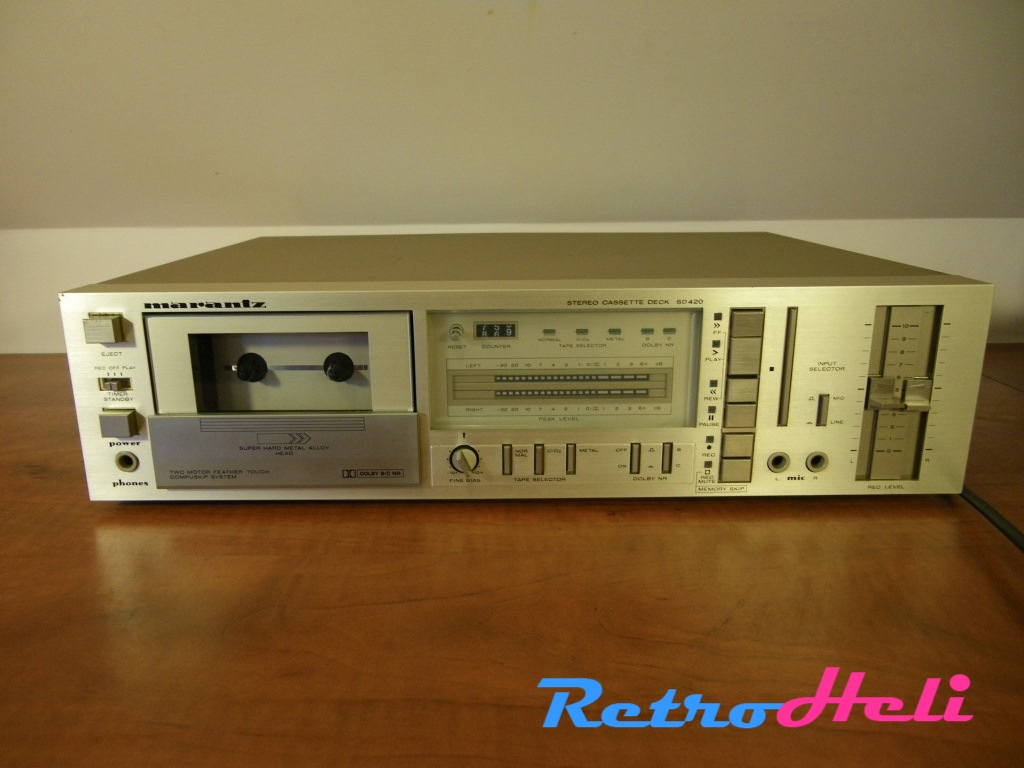 marantz
STEREO CASSETTE DECK SD420
EJECT
REC OFF PLAY
TIMER
STANDBY
power
phones
SUPER HARD METAL ALLOY
HEAD
TWO MOTOR FEATHER TOUCH
COMPUSKIP SYSTEM
DOLBY B-C NR
RESET
COUNTER
NORMAL
CrO₂
METAL
B
C
TAPE SELECTOR
DOLBY NR
LEFT
RIGHT
PEAK LEVEL
FINE BIAS
NOR
MAL
CrO₂
METAL
TAPE SELECTOR
OFF
ON
B
C
DOLBY NR
FF
PLAY
REW
PAUSE
REC
REC
MUTE
MEMORY SKIP
INPUT
SELECTOR
MIC
LINE
L mic R
L
R
REC LEVEL
RetroHeli